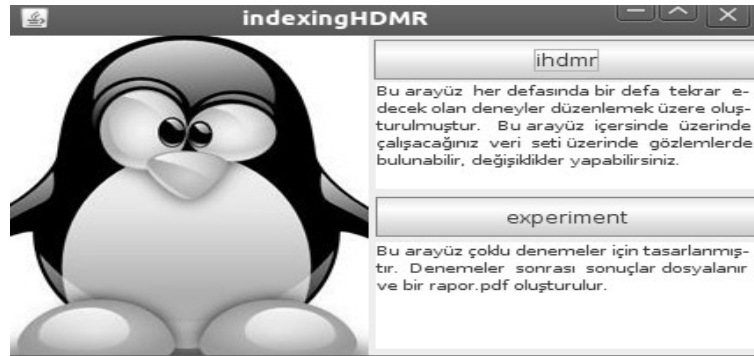 indexingHDMR
ihdmr
Bu arayüz her defasında bir defa tekrar e-
decek olan deneyler düzenlemek üzere oluş-
turulmuştur. Bu arayüz içersinde üzerinde
çalışacağınız veri seti üzerinde gözlemlerde
bulunabilir, değişiklikler yapabilirsiniz.
experiment
Bu arayüz çoklu denemeler için tasarlanmış-
tır. Denemeler sonrası sonuçlar dosyalanır
ve bir rapor.pdf oluşturulur.